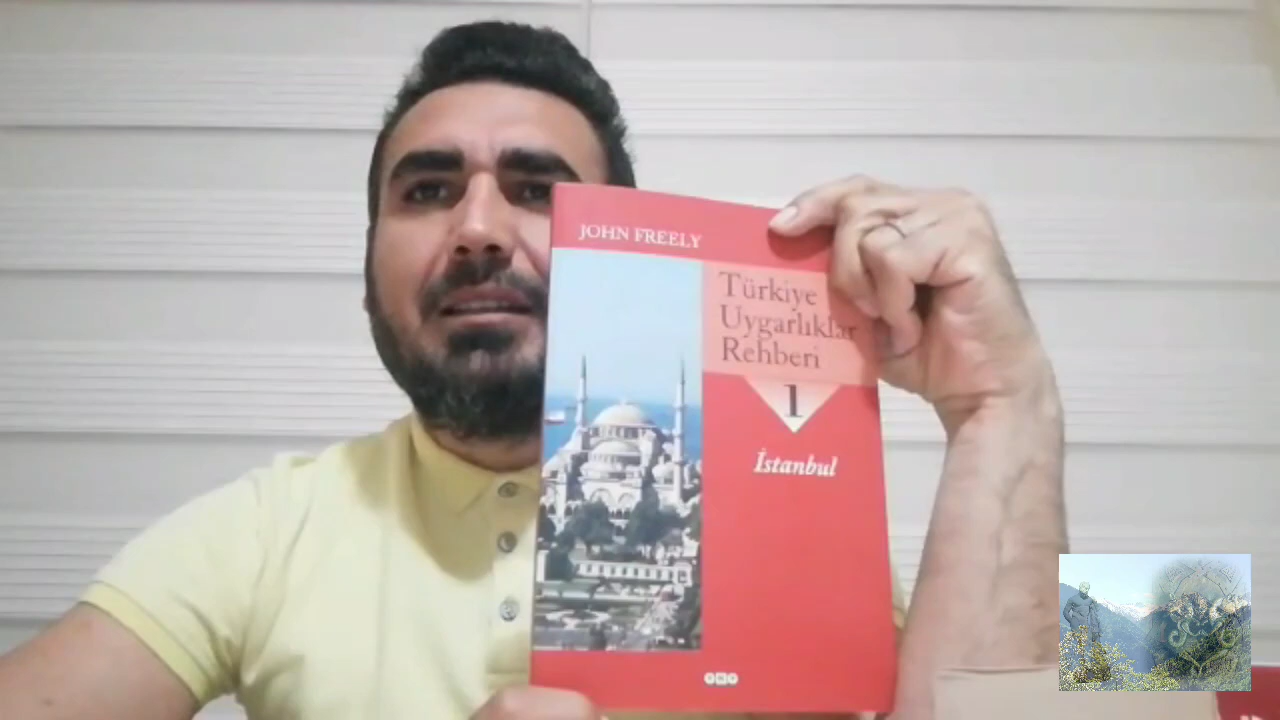 JOHN FREELY
Türkiye
Uygarlıklar
Rehberi
1
İstanbul